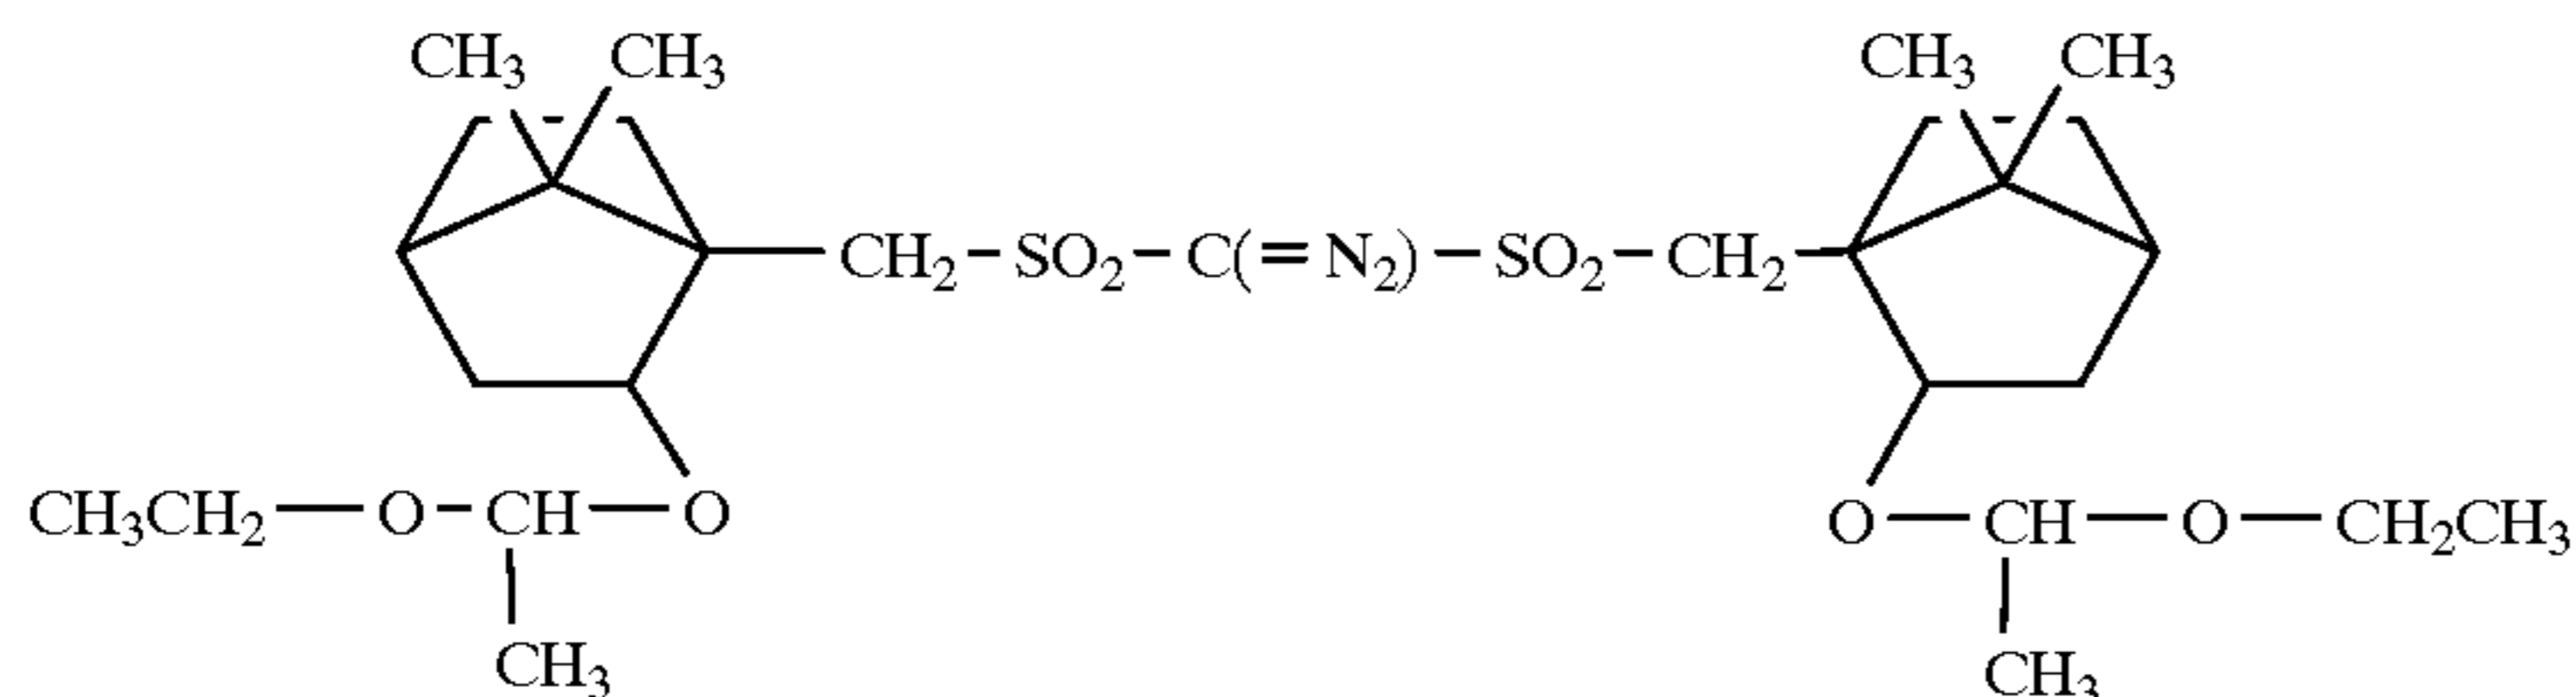 CH₃ CH₃ CH₃ CH₃
CH₂–SO₂–C(=N₂)–SO₂–CH₂
CH₃CH₂—O–CH—O O—CH—O—CH₂CH₃
CH₃ CH₃